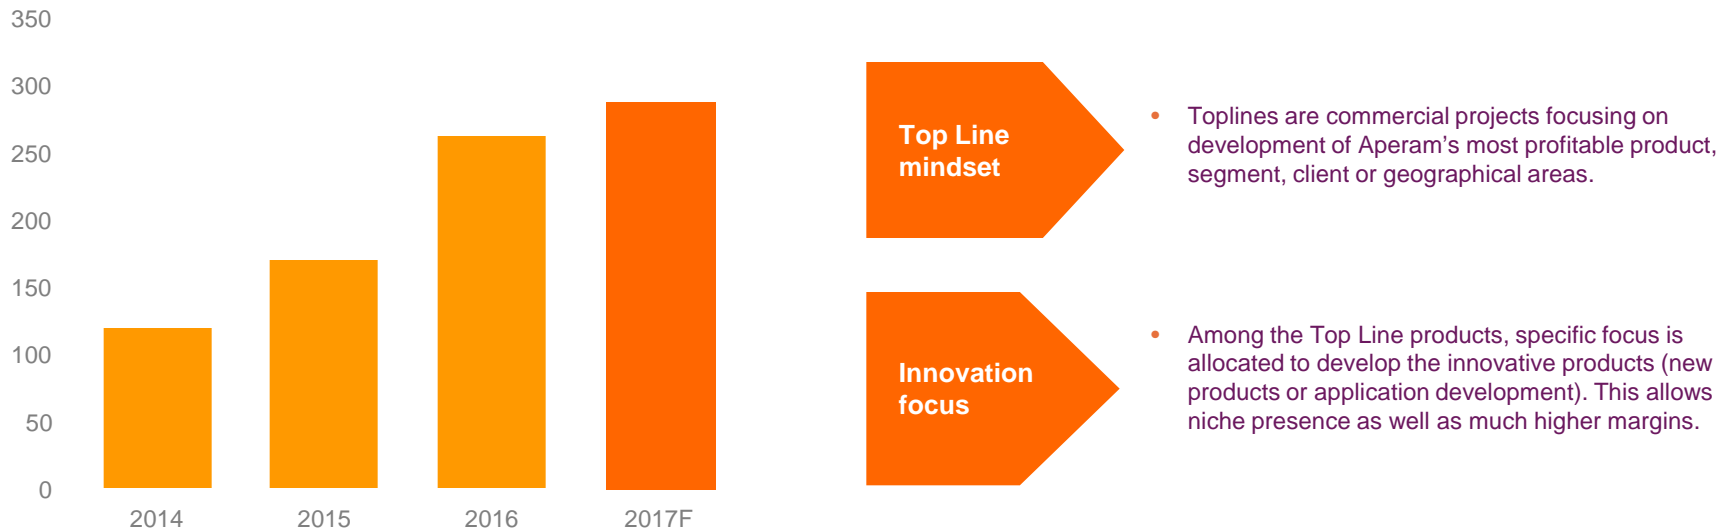 350
300
250
200
150
100
50
0
2014
2015
2016
2017F
Top Line
mindset
• Toplines are commercial projects focusing on
development of Aperam’s most profitable product,
segment, client or geographical areas.
Innovation
focus
• Among the Top Line products, specific focus is
allocated to develop the innovative products (new
products or application development). This allows
niche presence as well as much higher margins.